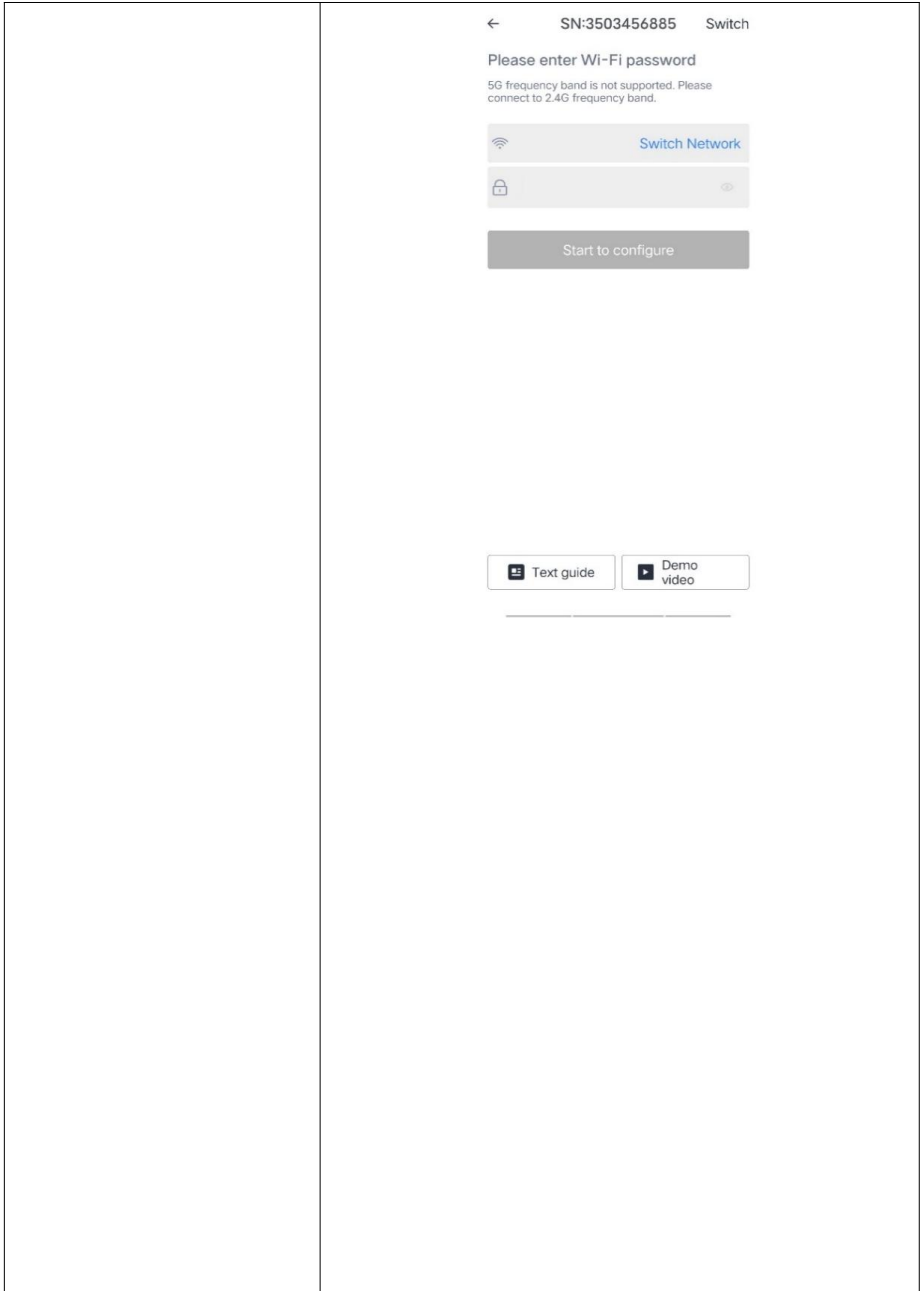 ← SN:3503456885 Switch
Please enter Wi-Fi password
5G frequency band is not supported. Please
connect to 2.4G frequency band.
Switch Network
Start to configure
Text guide
Demo
video